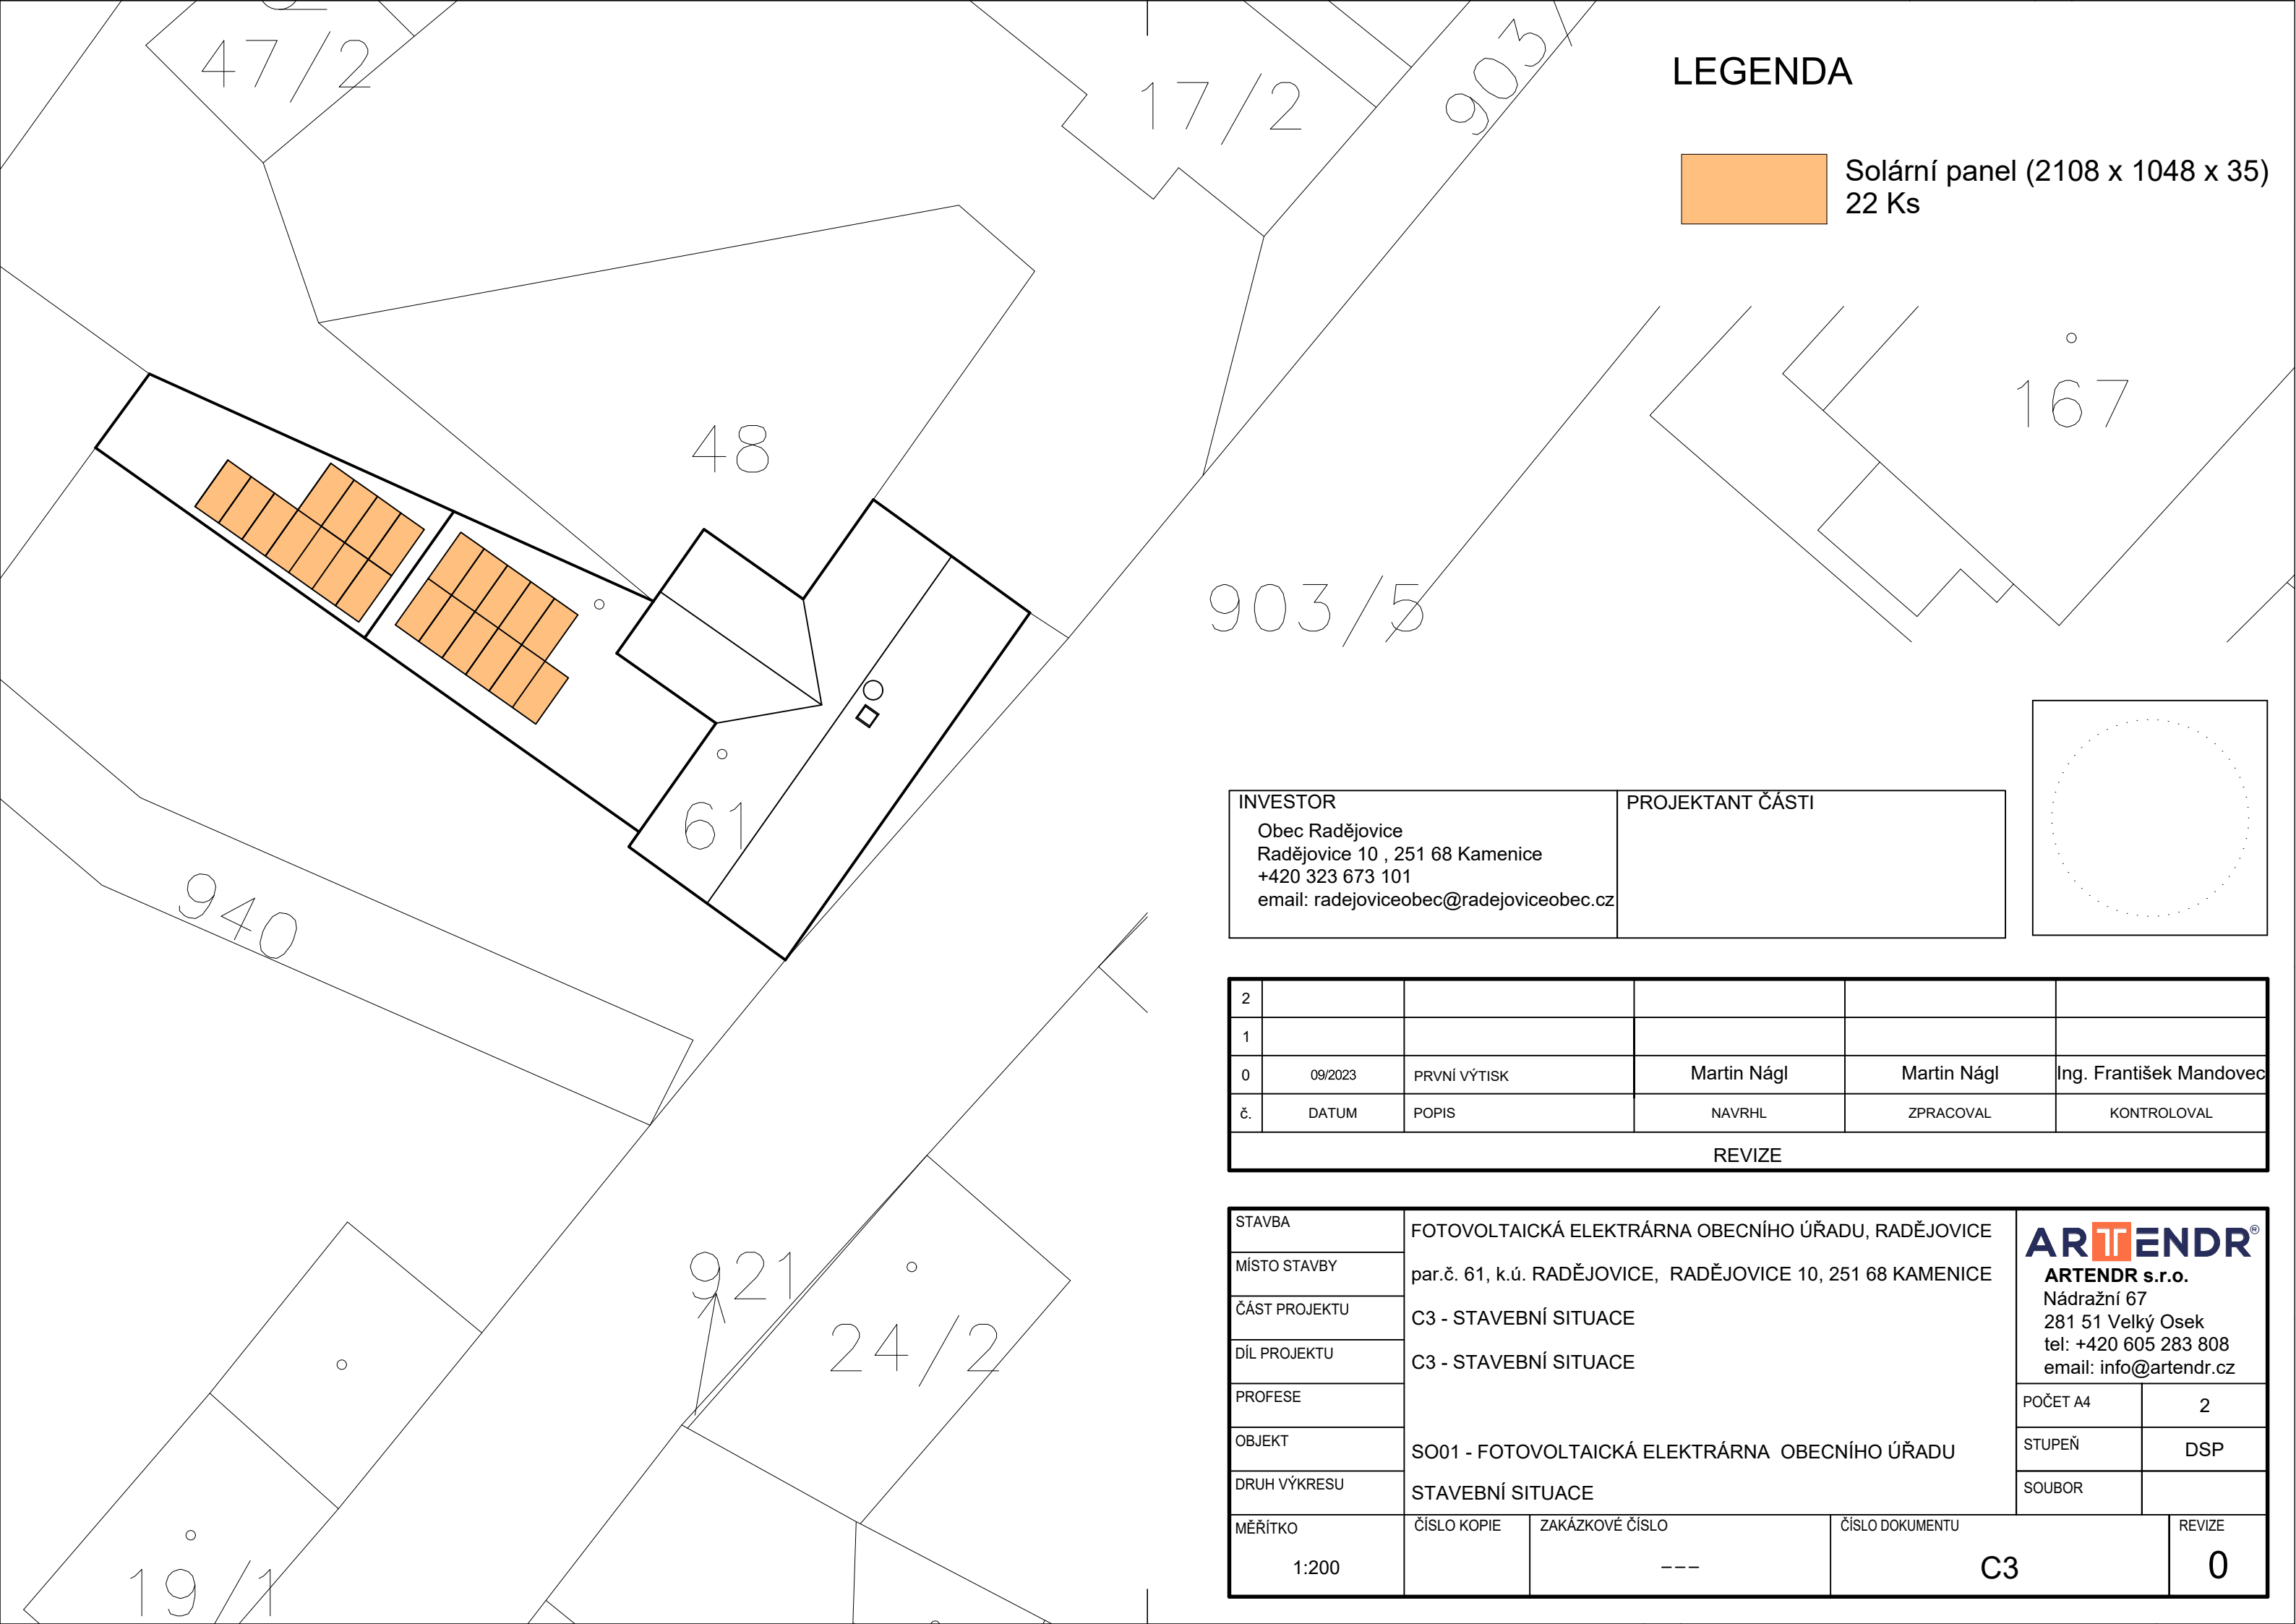 47/2
17/2
903
LEGENDA
Solární panel (2108 x 1048 x 35)
22 Ks
167
48
903/5
61
940
921
24/2
19/1
INVESTOR
Obec Radějovice
Radějovice 10 , 251 68 Kamenice
+420 323 673 101
email: radejoviceobec@radejoviceobec.cz
PROJEKTANT ČÁSTI
2
1
0 09/2023 PRVNÍ VÝTISK Martin Nágl Martin Nágl Ing. František Mandovec
č. DATUM POPIS NAVRHL ZPRACOVAL KONTROLOVAL
REVIZE
STAVBA FOTOVOLTAICKÁ ELEKTRÁRNA OBECNÍHO ÚŘADU, RADĚJOVICE
MÍSTO STAVBY par.č. 61, k.ú. RADĚJOVICE, RADĚJOVICE 10, 251 68 KAMENICE
ČÁST PROJEKTU C3 - STAVEBNÍ SITUACE
DÍL PROJEKTU C3 - STAVEBNÍ SITUACE
PROFESE
OBJEKT SO01 - FOTOVOLTAICKÁ ELEKTRÁRNA OBECNÍHO ÚŘADU
DRUH VÝKRESU STAVEBNÍ SITUACE
ARTENDR®
ARTENDR s.r.o.
Nádražní 67
281 51 Velký Osek
tel: +420 605 283 808
email: info@artendr.cz
POČET A4 2
STUPEŇ DSP
SOUBOR
MĚŘÍTKO ČÍSLO KOPIE ZAKÁZKOVÉ ČÍSLO ČÍSLO DOKUMENTU REVIZE
1:200 --- C3 0